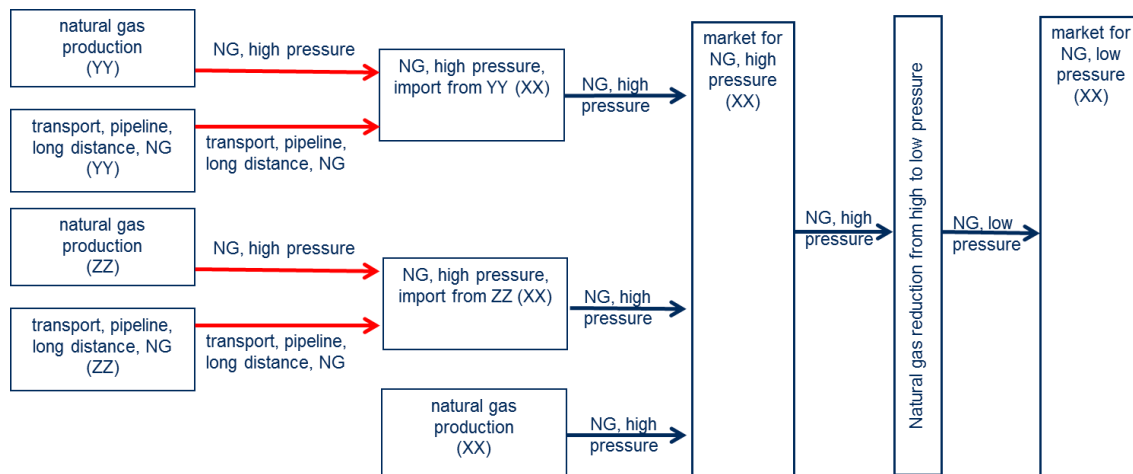 natural gas
production
(YY)
NG, high pressure
transport, pipeline,
long distance, NG
(YY)
transport, pipeline,
long distance, NG
NG, high pressure,
import from YY (XX)
NG, high
pressure
natural gas
production
(ZZ)
NG, high pressure
transport, pipeline,
long distance, NG
(ZZ)
transport, pipeline,
long distance, NG
NG, high pressure,
import from ZZ (XX)
NG, high
pressure
natural gas
production
(XX)
NG, high
pressure
market for
NG, high
pressure
(XX)
NG, high
pressure
Natural gas reduction from high to low pressure
NG, low
pressure
market for
NG, low
pressure
(XX)